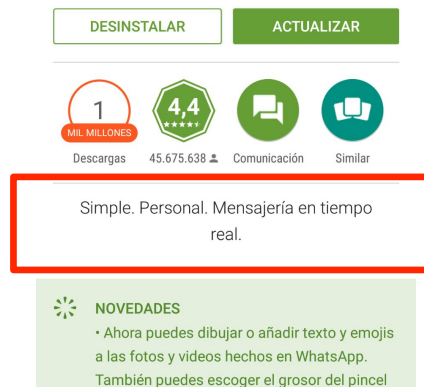 DESINSTALAR ACTUALIZAR
1 4,4
MIL MILLONES
Descargas 45.675.638 Comunicación Similar
Simple. Personal. Mensajería en tiempo
real.
NOVEDADES
• Ahora puedes dibujar o añadir texto y emojis
a las fotos y videos hechos en WhatsApp.
También puedes escoger el grosor del pincel